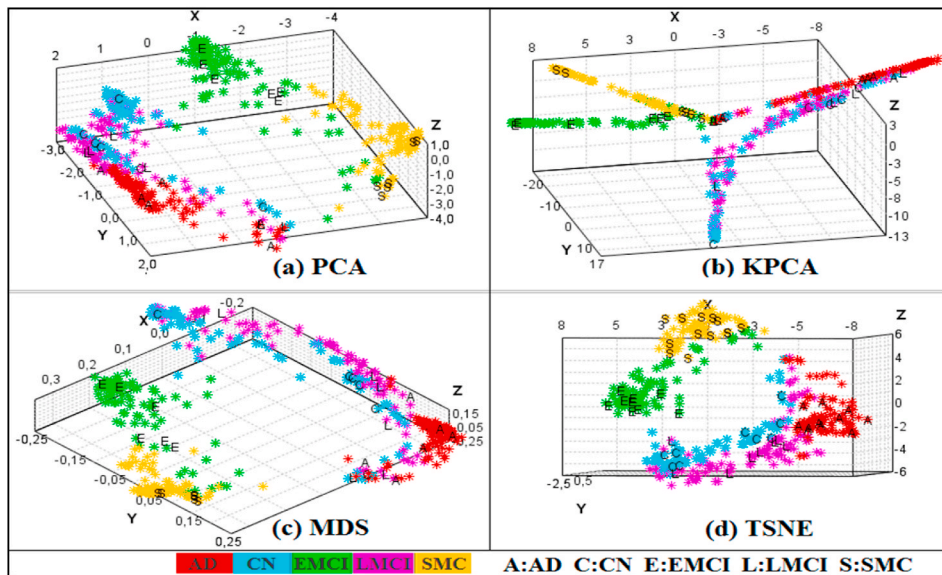 X
2 1 0 -1 -2 -3 -4
Z
1,0
0,0
-1,0
-2,0
-3,0
-4,0
-3,0
-2,0
-1,0
0,0
1,0
2,0
Y
(a) PCA
X
8 5 3 0 -3 -5 -8
Z
3
0
-3
-5
-8
-10
-13
-20
-10
0
10
17
Y
(b) KPCA
X
0,3
0,2
0,1
0,0
-0,2
Z
0,15
0,05
-0,25
-0,15
-0,05
0,05
0,15
0,25
Y
(c) MDS
X
8 5 3 -3 -5 -8
Z
6
4
2
0
-2
-4
-6
-2,5
0,5
Y
(d) TSNE
AD CN EMCI LMCI SMC A:AD C:CN E:EMCI L:LMCI S:SMC